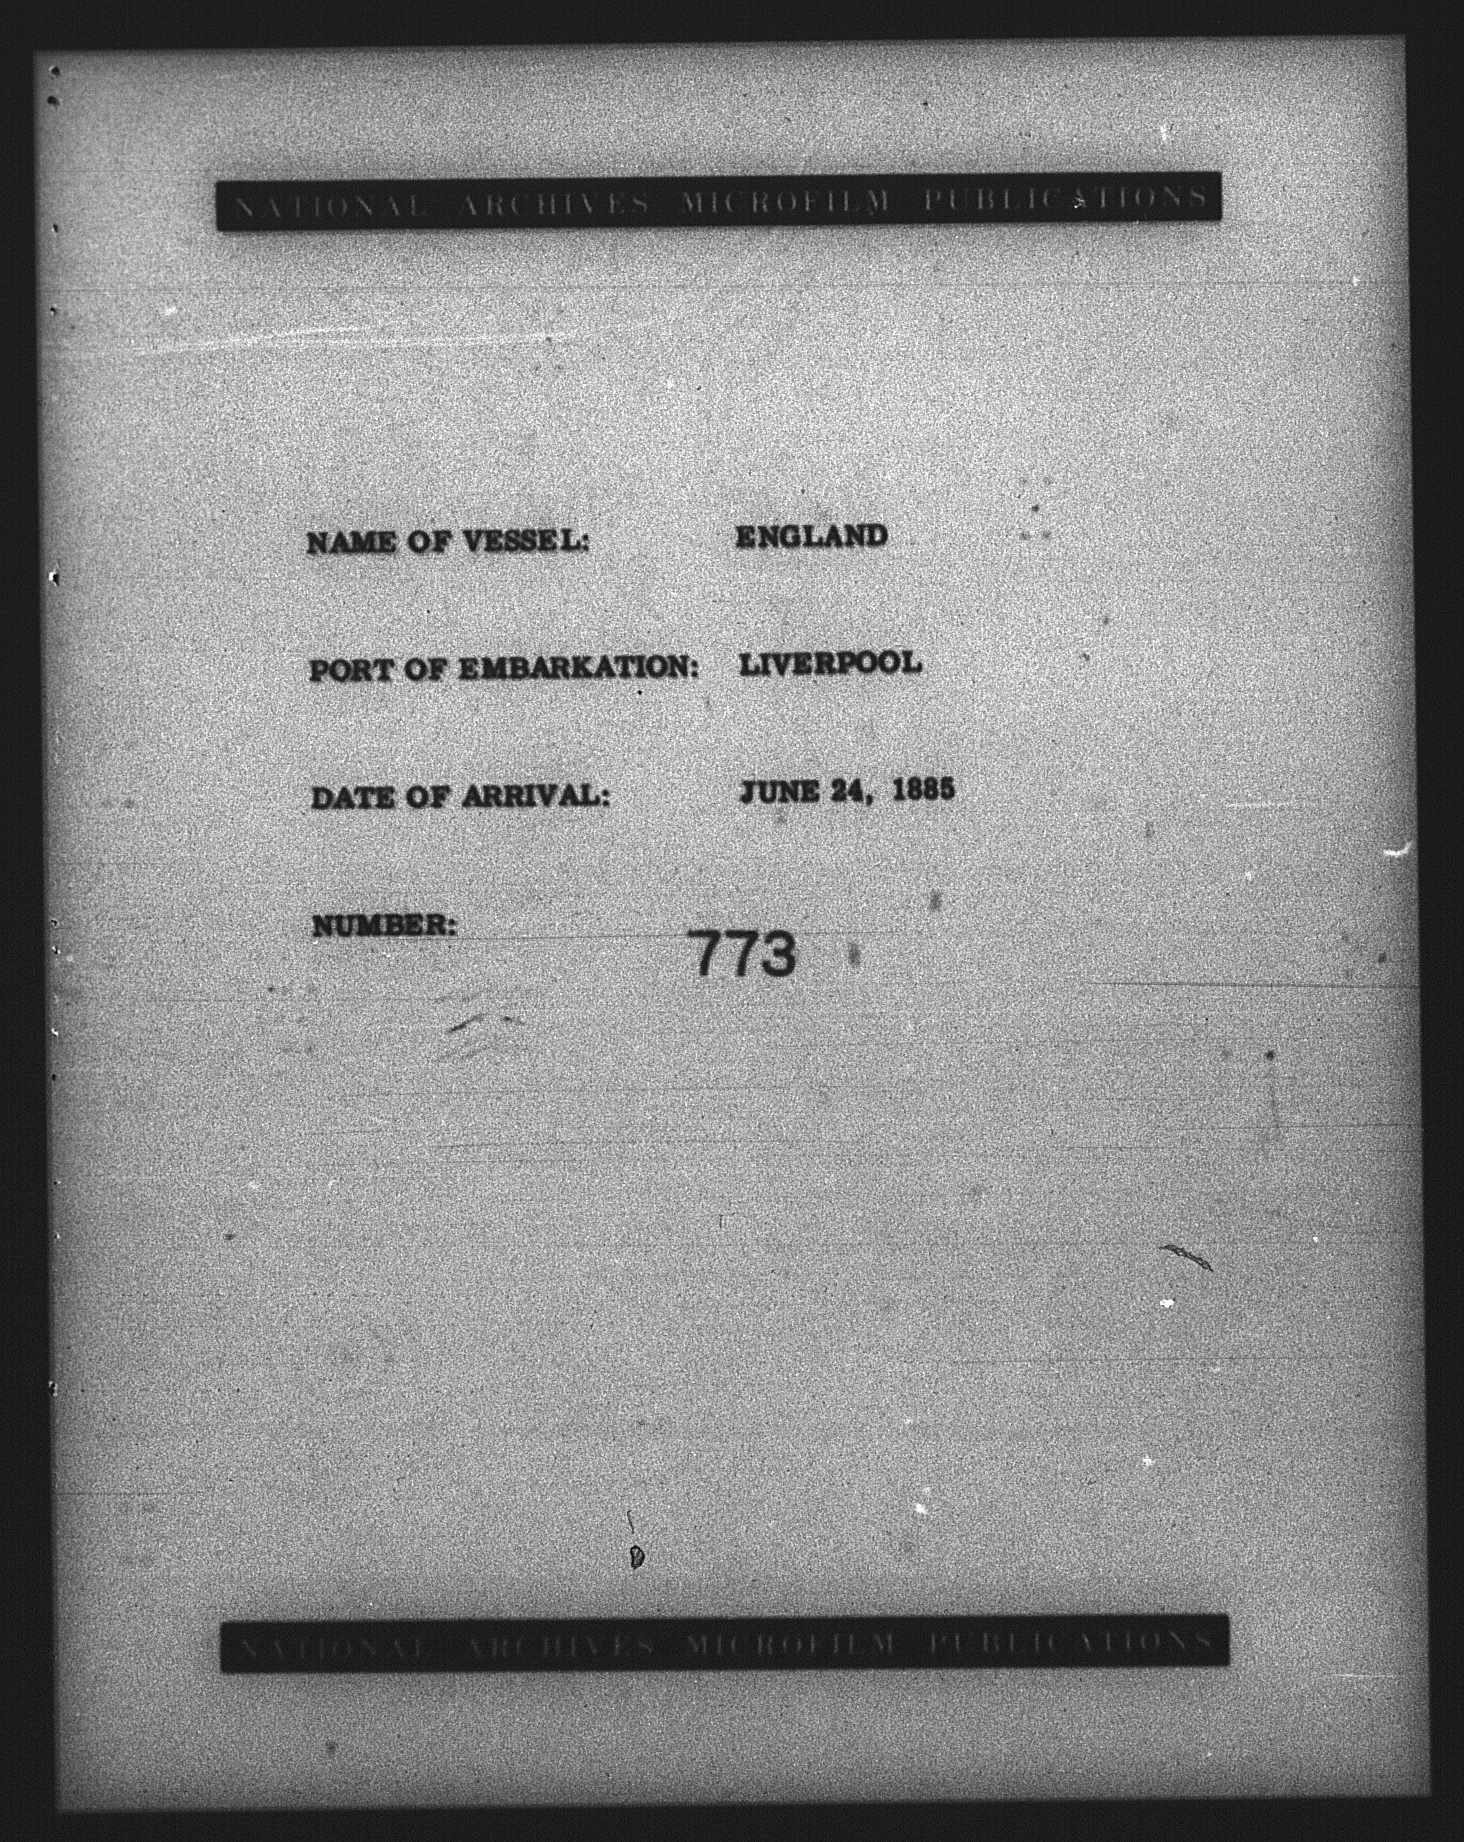 NATIONAL ARCHIVES MICROFILM PUBLICATIONS
NAME OF VESSEL: ENGLAND
PORT OF EMBARKATION: LIVERPOOL
DATE OF ARRIVAL: JUNE 24, 1885
NUMBER: 773
NATIONAL ARCHIVES MICROFILM PUBLICATIONS